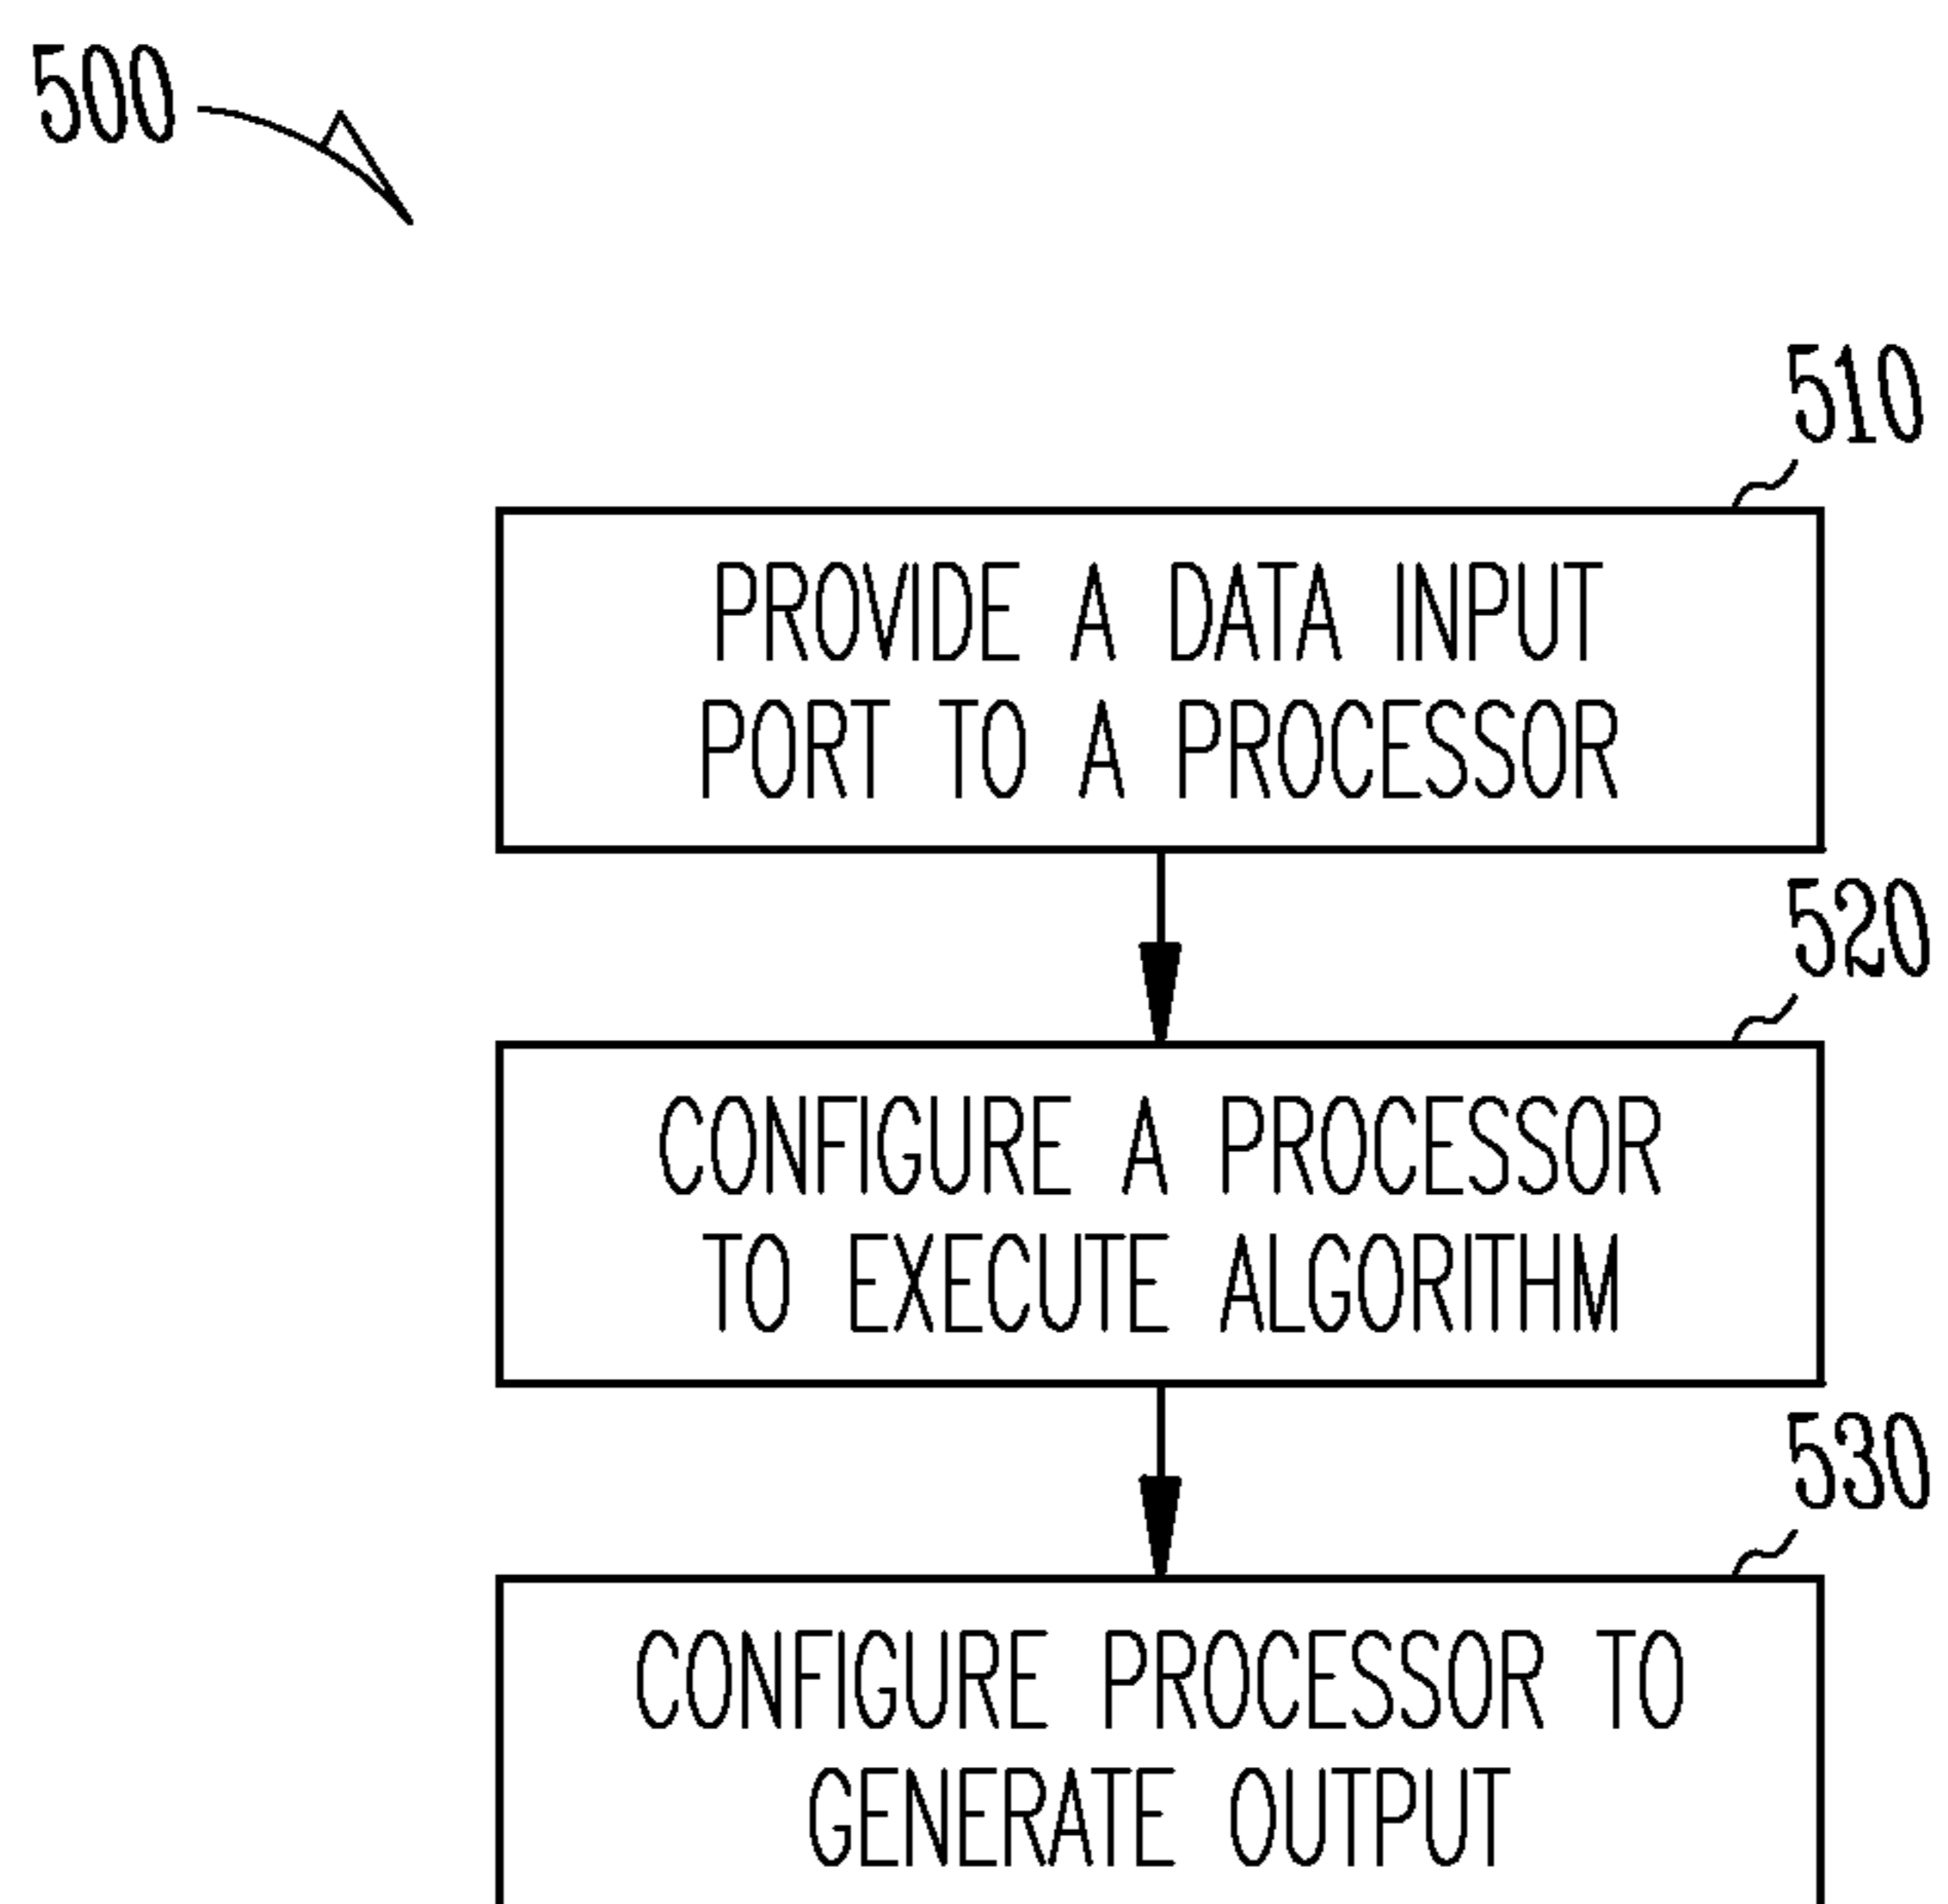 500
510
PROVIDE A DATA INPUT
PORT TO A PROCESSOR
520
CONFIGURE A PROCESSOR
TO EXECUTE ALGORITHM
530
CONFIGURE PROCESSOR TO
GENERATE OUTPUT